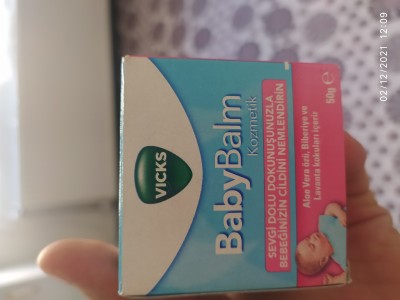 VICKS
BabyBalm
Kozmetik
SEVGİ DOLU DOKUNUŞUNUZLA
BEBEĞİNİZİN CİLDİNİ NEMLENDİRİN
Aloe Vera özü, Biberiye ve
Lavanta kokuları içerir
50g ℮
02/12/2021 12:09